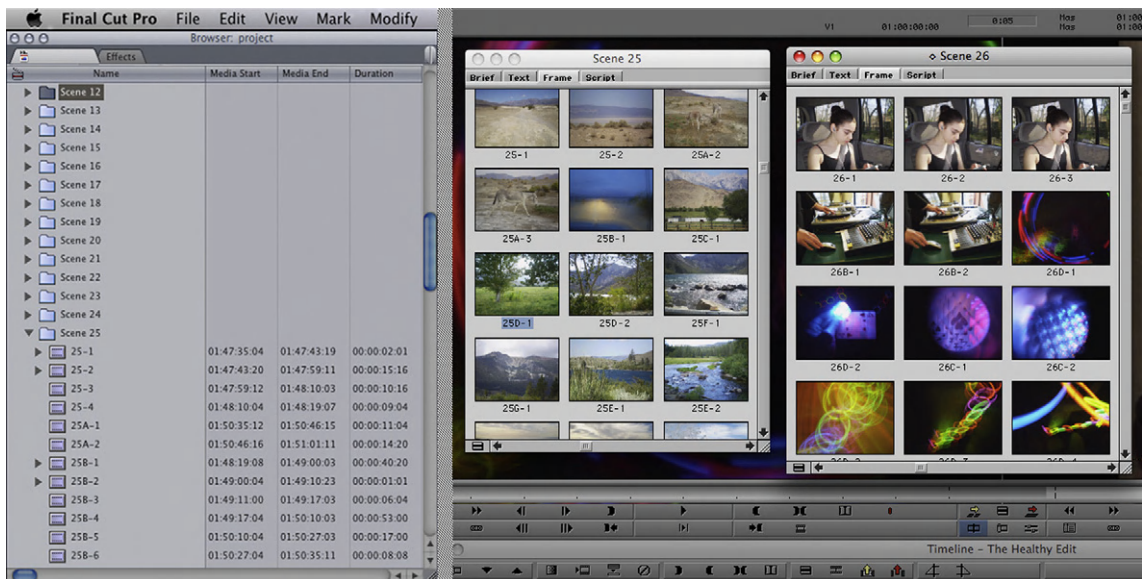 Final Cut Pro File Edit View Mark Modify
Browser: project
Effects
Name Media Start Media End Duration
Scene 12
Scene 13
Scene 14
Scene 15
Scene 16
Scene 17
Scene 18
Scene 19
Scene 20
Scene 21
Scene 22
Scene 23
Scene 24
Scene 25
25-1 01:47:35:04 01:47:43:19 00:00:02:01
25-2 01:47:43:20 01:47:59:11 00:00:15:16
25-3 01:47:59:12 01:48:10:03 00:00:10:16
25-4 01:48:10:04 01:48:19:07 00:00:09:04
25A-1 01:50:35:12 01:50:46:15 00:00:11:04
25A-2 01:50:46:16 01:51:01:11 00:00:14:20
25B-1 01:48:19:08 01:49:00:03 00:00:40:20
25B-2 01:49:00:04 01:49:10:23 00:00:01:01
25B-3 01:49:11:00 01:49:17:03 00:00:06:04
25B-4 01:49:17:04 01:50:10:03 00:00:53:00
25B-5 01:50:10:04 01:50:27:03 00:00:17:00
25B-6 01:50:27:04 01:50:35:11 00:00:08:08
V1 01:00:00:00 0:05
Mas 01:00
Mas 01:00
Scene 25
Brief Text Frame Script
25-1 25-2 25A-2
25A-3 25B-1 25C-1
25D-1 25D-2 25F-1
25G-1 25E-1 25E-2
Scene 26
Brief Text Frame Script
26-1 26-2 26-3
26B-1 26B-2 26D-1
26D-2 26C-1 26C-2
Timeline - The Healthy Edit